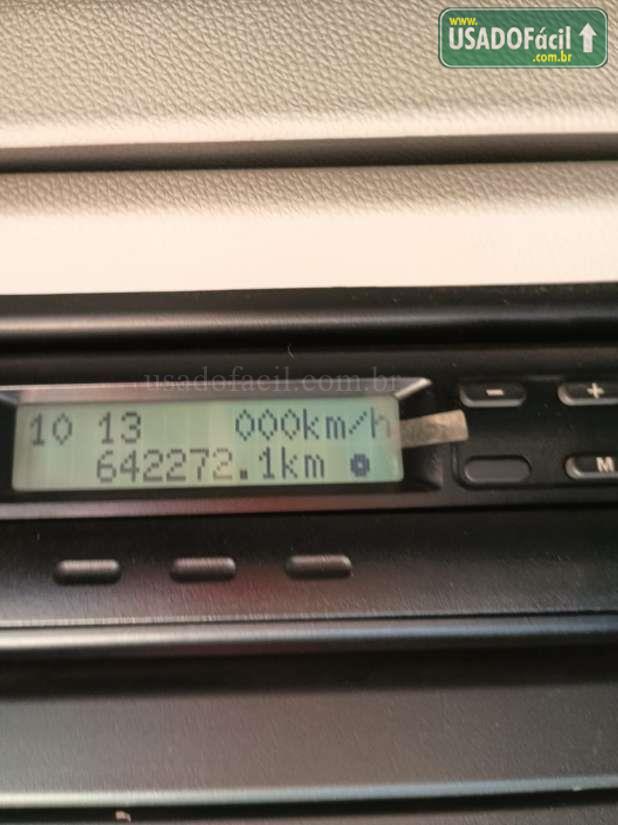 www.
USADOFácil
.com.br
usadofacil.com.br
10 13 000km/h
642272.1km
- +
M